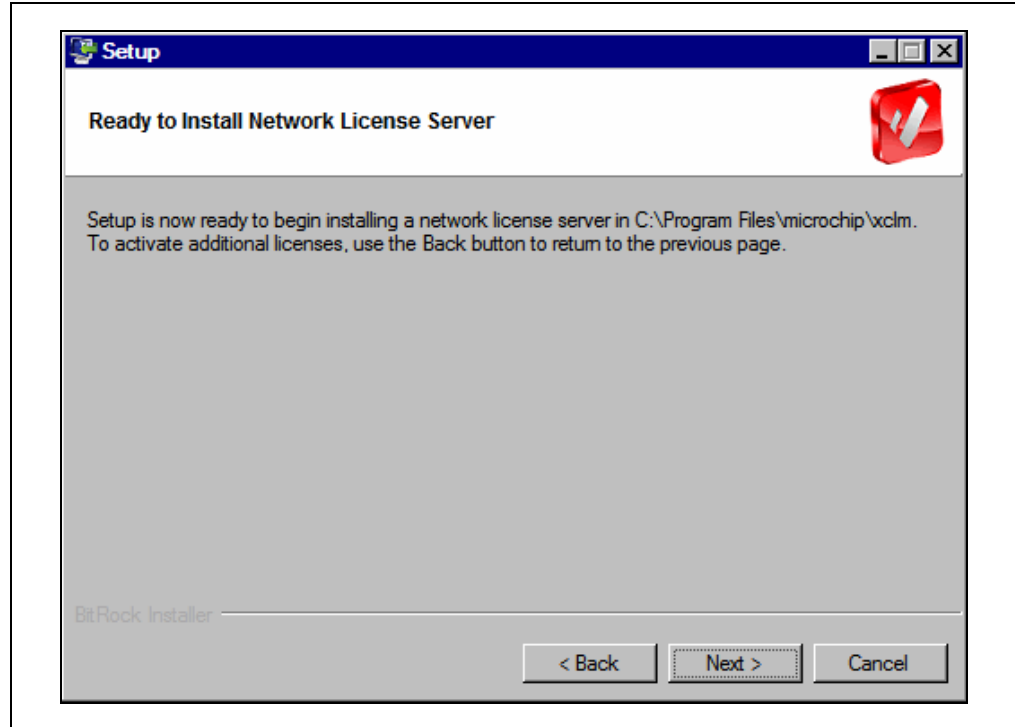 Setup
Ready to Install Network License Server
Setup is now ready to begin installing a network license server in C:\Program Files\microchip\xclm.
To activate additional licenses, use the Back button to return to the previous page.
BitRock Installer
< Back Next > Cancel